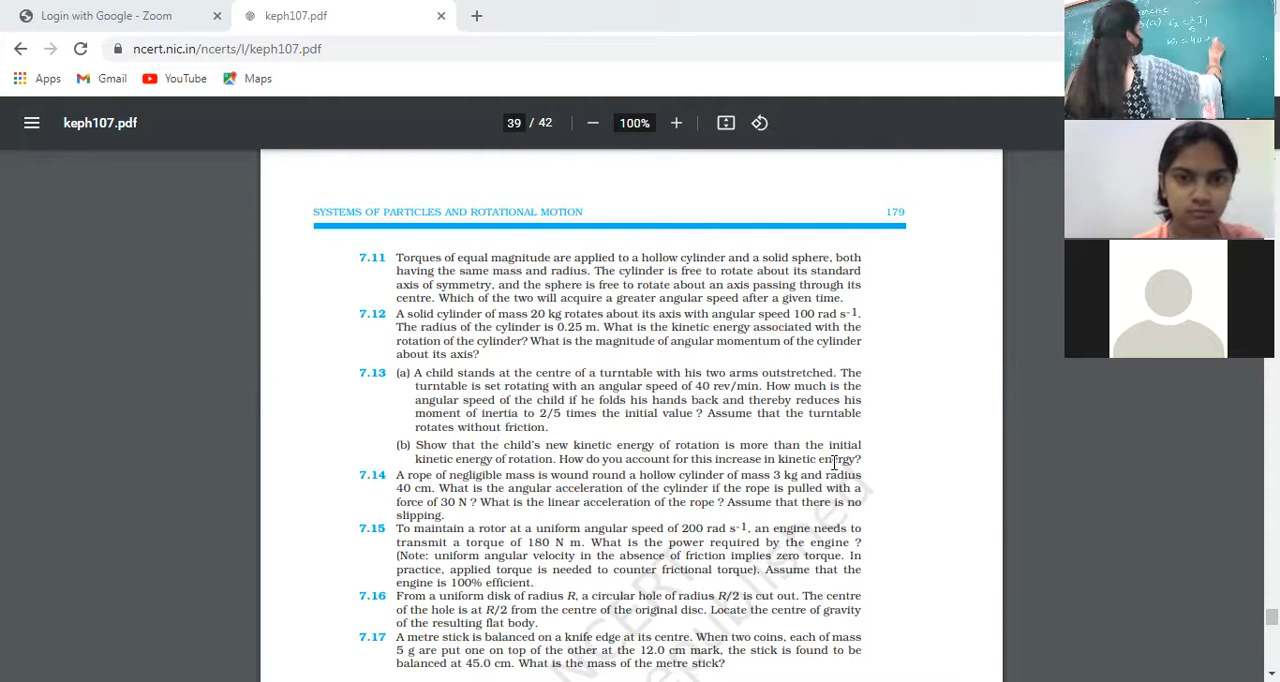 Login with Google - Zoom
keph107.pdf
ncert.nic.in/ncerts/l/keph107.pdf
Apps
Gmail
YouTube
Maps
keph107.pdf
39 / 42
100%
SYSTEMS OF PARTICLES AND ROTATIONAL MOTION 179
7.11 Torques of equal magnitude are applied to a hollow cylinder and a solid sphere, both
having the same mass and radius. The cylinder is free to rotate about its standard
axis of symmetry, and the sphere is free to rotate about an axis passing through its
centre. Which of the two will acquire a greater angular speed after a given time.
7.12 A solid cylinder of mass 20 kg rotates about its axis with angular speed 100 rad s⁻¹.
The radius of the cylinder is 0.25 m. What is the kinetic energy associated with the
rotation of the cylinder? What is the magnitude of angular momentum of the cylinder
about its axis?
7.13 (a) A child stands at the centre of a turntable with his two arms outstretched. The
turntable is set rotating with an angular speed of 40 rev/min. How much is the
angular speed of the child if he folds his hands back and thereby reduces his
moment of inertia to 2/5 times the initial value ? Assume that the turntable
rotates without friction.
(b) Show that the child's new kinetic energy of rotation is more than the initial
kinetic energy of rotation. How do you account for this increase in kinetic energy?
7.14 A rope of negligible mass is wound round a hollow cylinder of mass 3 kg and radius
40 cm. What is the angular acceleration of the cylinder if the rope is pulled with a
force of 30 N ? What is the linear acceleration of the rope ? Assume that there is no
slipping.
7.15 To maintain a rotor at a uniform angular speed of 200 rad s⁻¹, an engine needs to
transmit a torque of 180 N m. What is the power required by the engine ?
(Note: uniform angular velocity in the absence of friction implies zero torque. In
practice, applied torque is needed to counter frictional torque). Assume that the
engine is 100% efficient.
7.16 From a uniform disk of radius R, a circular hole of radius R/2 is cut out. The centre
of the hole is at R/2 from the centre of the original disc. Locate the centre of gravity
of the resulting flat body.
7.17 A metre stick is balanced on a knife edge at its centre. When two coins, each of mass
5 g are put one on top of the other at the 12.0 cm mark, the stick is found to be
balanced at 45.0 cm. What is the mass of the metre stick?
NCERT
republished